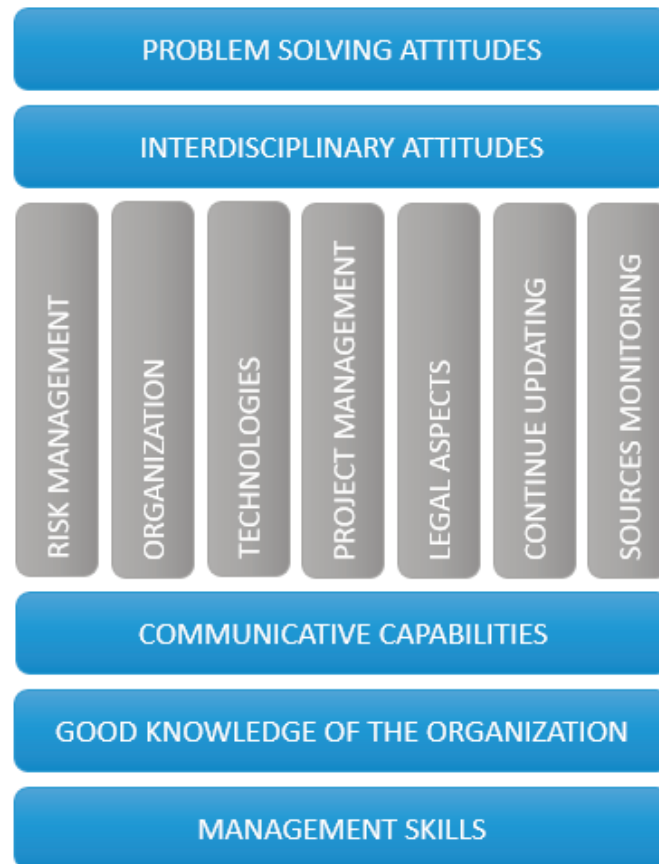 PROBLEM SOLVING ATTITUDES
INTERDISCIPLINARY ATTITUDES
RISK MANAGEMENT
ORGANIZATION
TECHNOLOGIES
PROJECT MANAGEMENT
LEGAL ASPECTS
CONTINUE UPDATING
SOURCES MONITORING
COMMUNICATIVE CAPABILITIES
GOOD KNOWLEDGE OF THE ORGANIZATION
MANAGEMENT SKILLS